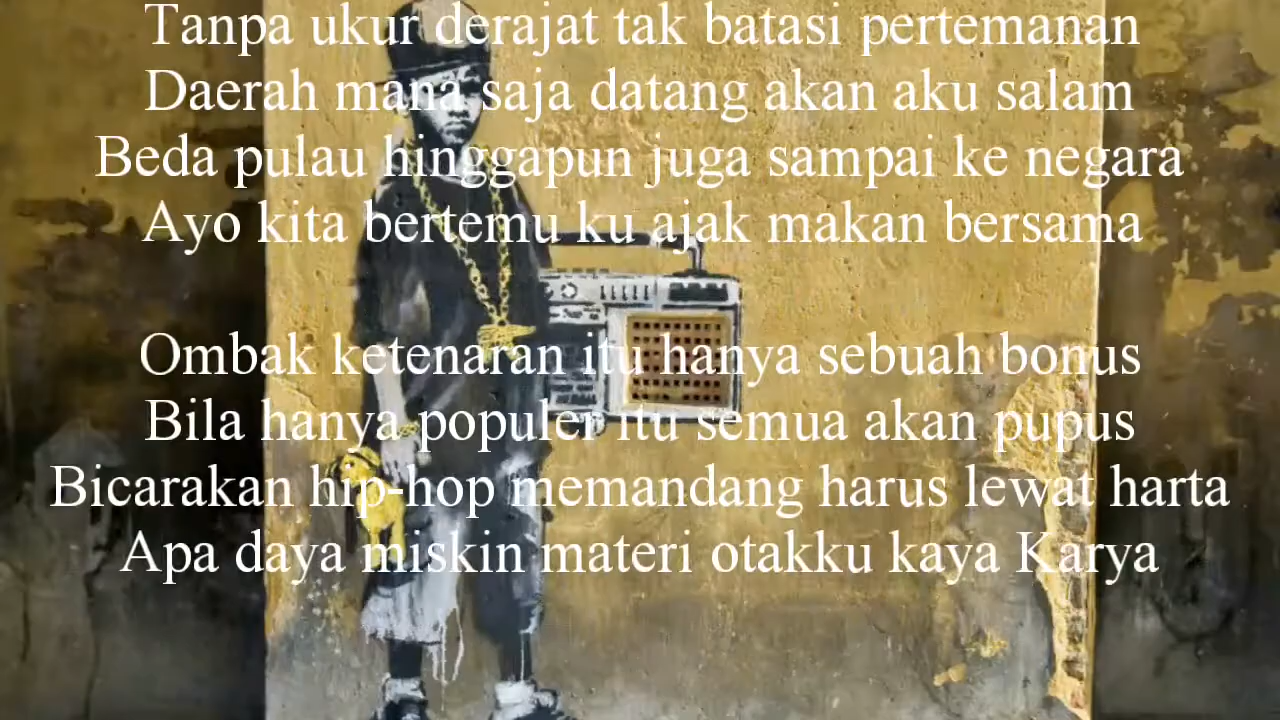 Tanpa ukur derajat tak batasi pertemanan
Daerah mana saja datang akan aku salam
Beda pulau hinggapun juga sampai ke negara
Ayo kita bertemu ku ajak makan bersama
Ombak ketenaran itu hanya sebuah bonus
Bila hanya populer itu semua akan pupus
Bicarakan hip-hop memandang harus lewat harta
Apa daya miskin materi otakku kaya Karya